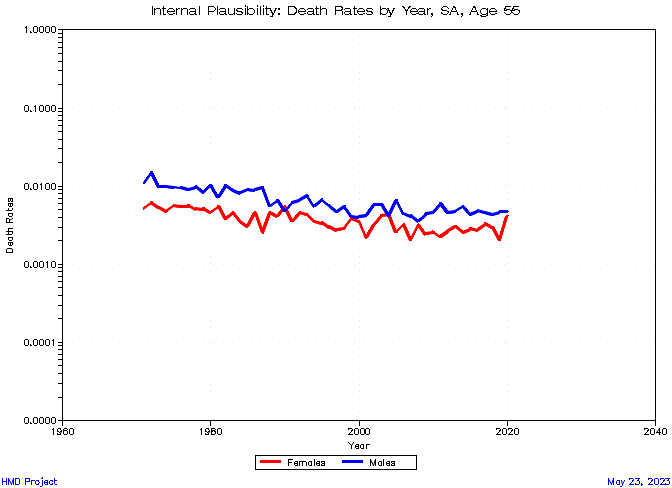 Internal Plausibility: Death Rates by Year, SA, Age 55
1.0000
0.1000
0.0100
0.0010
0.0001
0.0000
Death Rates
1960
1980
2000
2020
2040
Year
Females
Males
HMD Project
May 23, 2023